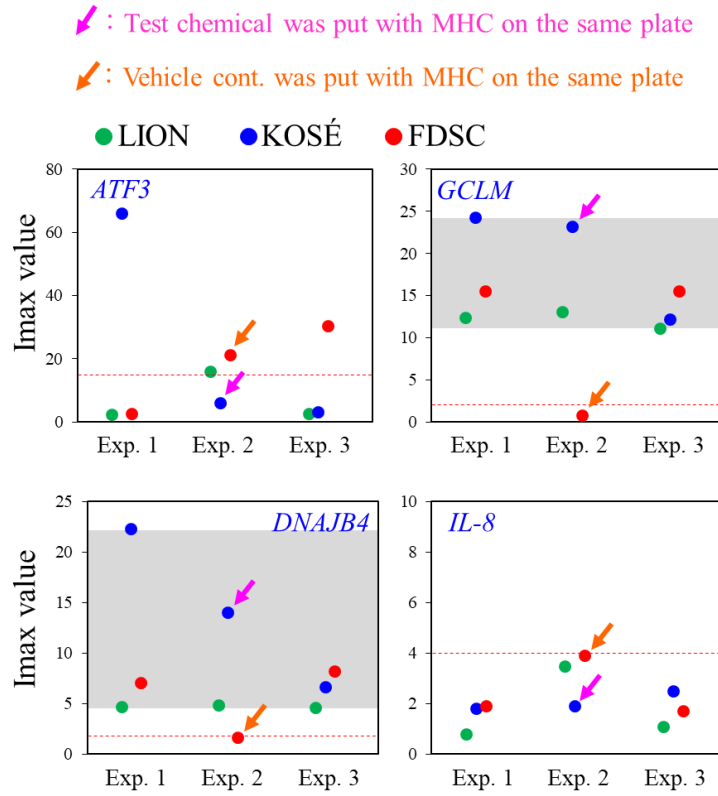 : Test chemical was put with MHC on the same plate
: Vehicle cont. was put with MHC on the same plate
LION KOSÉ FDSC
ATF3
Imax value
80
60
40
20
0
Exp. 1 Exp. 2 Exp. 3
GCLM
30
25
20
15
10
5
0
Exp. 1 Exp. 2 Exp. 3
DNAJB4
Imax value
25
20
15
10
5
0
Exp. 1 Exp. 2 Exp. 3
IL-8
10
8
6
4
2
0
Exp. 1 Exp. 2 Exp. 3